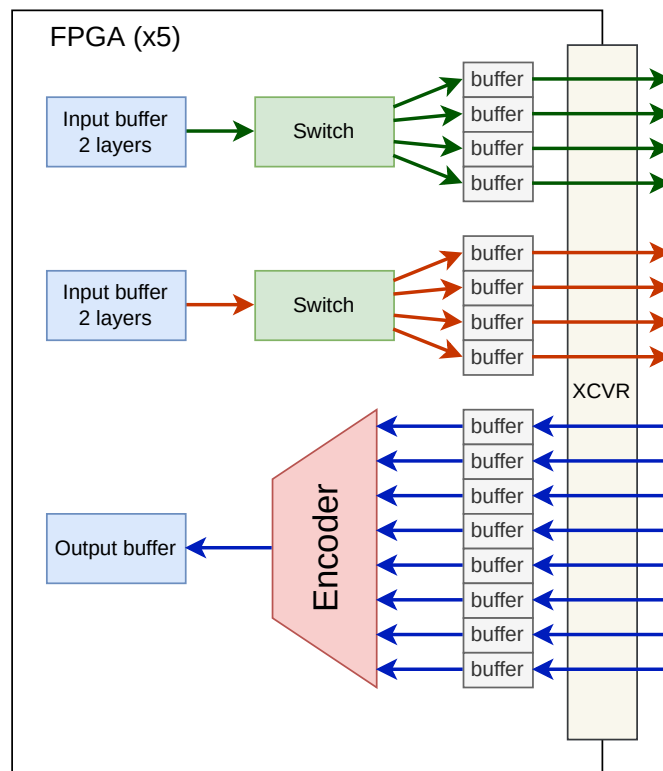 FPGA (x5)
Input buffer
2 layers
Switch
buffer
buffer
buffer
buffer
Input buffer
2 layers
Switch
buffer
buffer
buffer
buffer
XCVR
Output buffer
Encoder
buffer
buffer
buffer
buffer
buffer
buffer
buffer
buffer